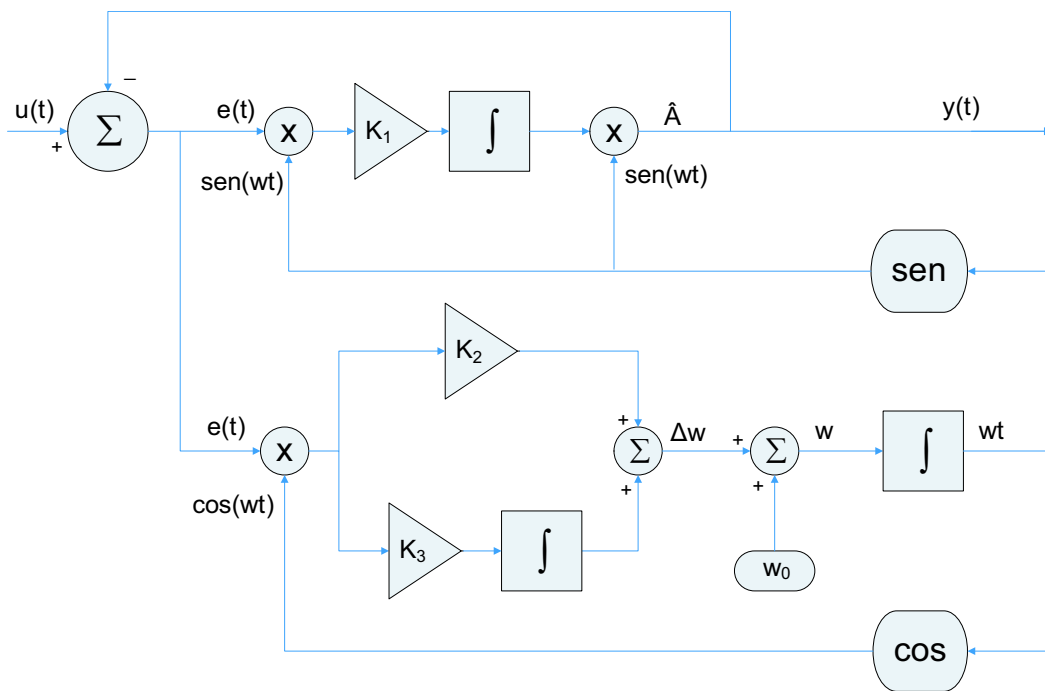 −
u(t)
+
Σ
e(t)
x
K₁
∫
x
Â
y(t)
sen(wt)
sen(wt)
sen
K₂
e(t)
x
+
Σ
+
Δw
+
Σ
+
w
∫
wt
cos(wt)
K₃
∫
w₀
cos